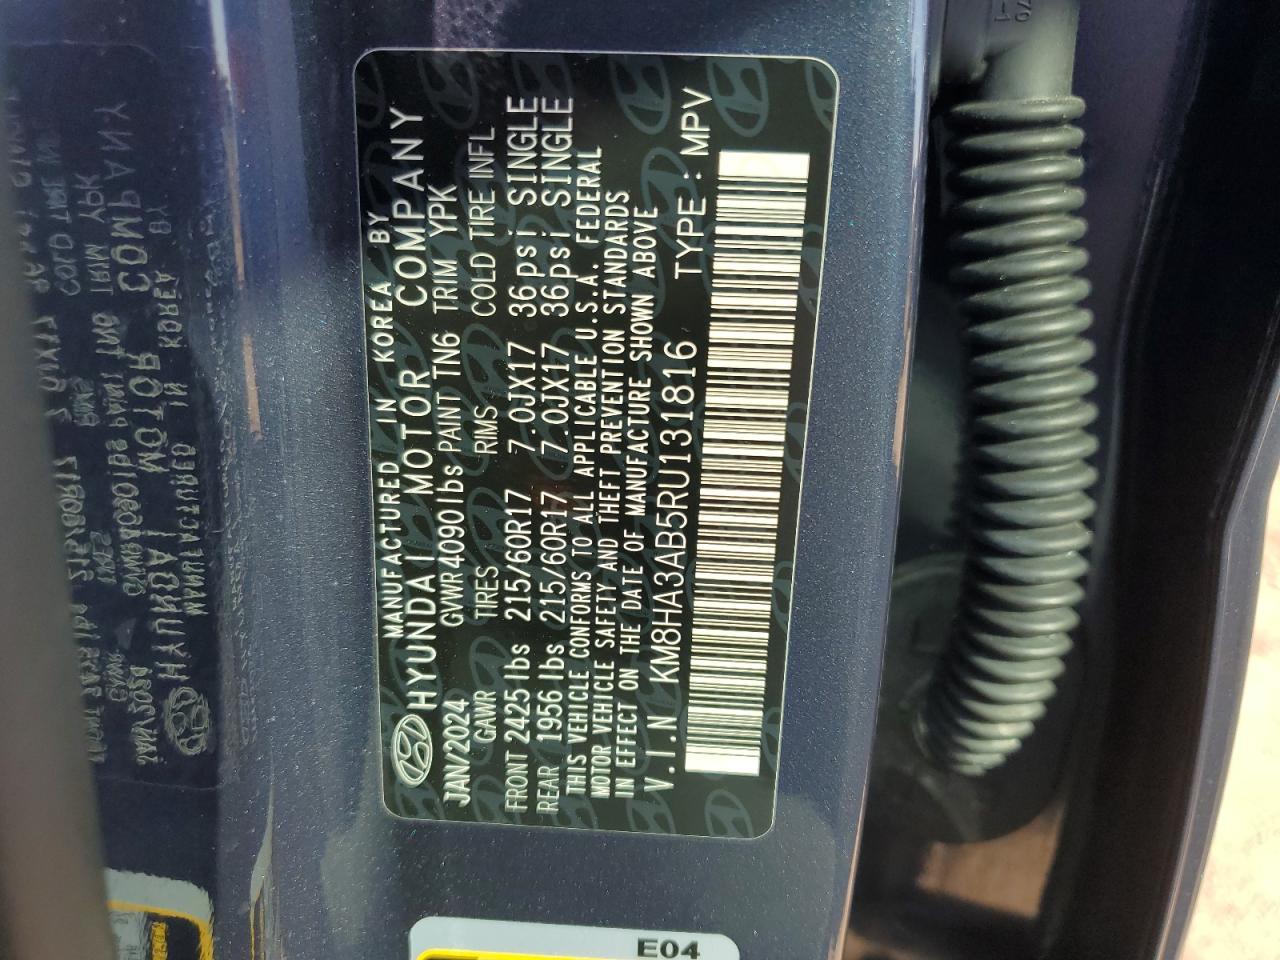 MANUFACTURED IN KOREA BY
HYUNDAI MOTOR COMPANY
JAN/2024 GVWR 4090lbs PAINT TN6 TRIM YPK
GAWR TIRES RIMS COLD TIRE INFL
FRONT 2425lbs 215/60R17 7.0JX17 36psi SINGLE
REAR 1956lbs 215/60R17 7.0JX17 36psi SINGLE
THIS VEHICLE CONFORMS TO ALL APPLICABLE U.S.A. FEDERAL
MOTOR VEHICLE SAFETY AND THEFT PREVENTION STANDARDS
IN EFFECT ON THE DATE OF MANUFACTURE SHOWN ABOVE
V.I.N KM8HA3AB5RU131816 TYPE : MPV
E04